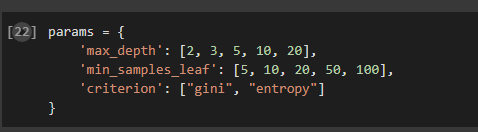 [22] params = {
    'max_depth': [2, 3, 5, 10, 20],
    'min_samples_leaf': [5, 10, 20, 50, 100],
    'criterion': ["gini", "entropy"]
}